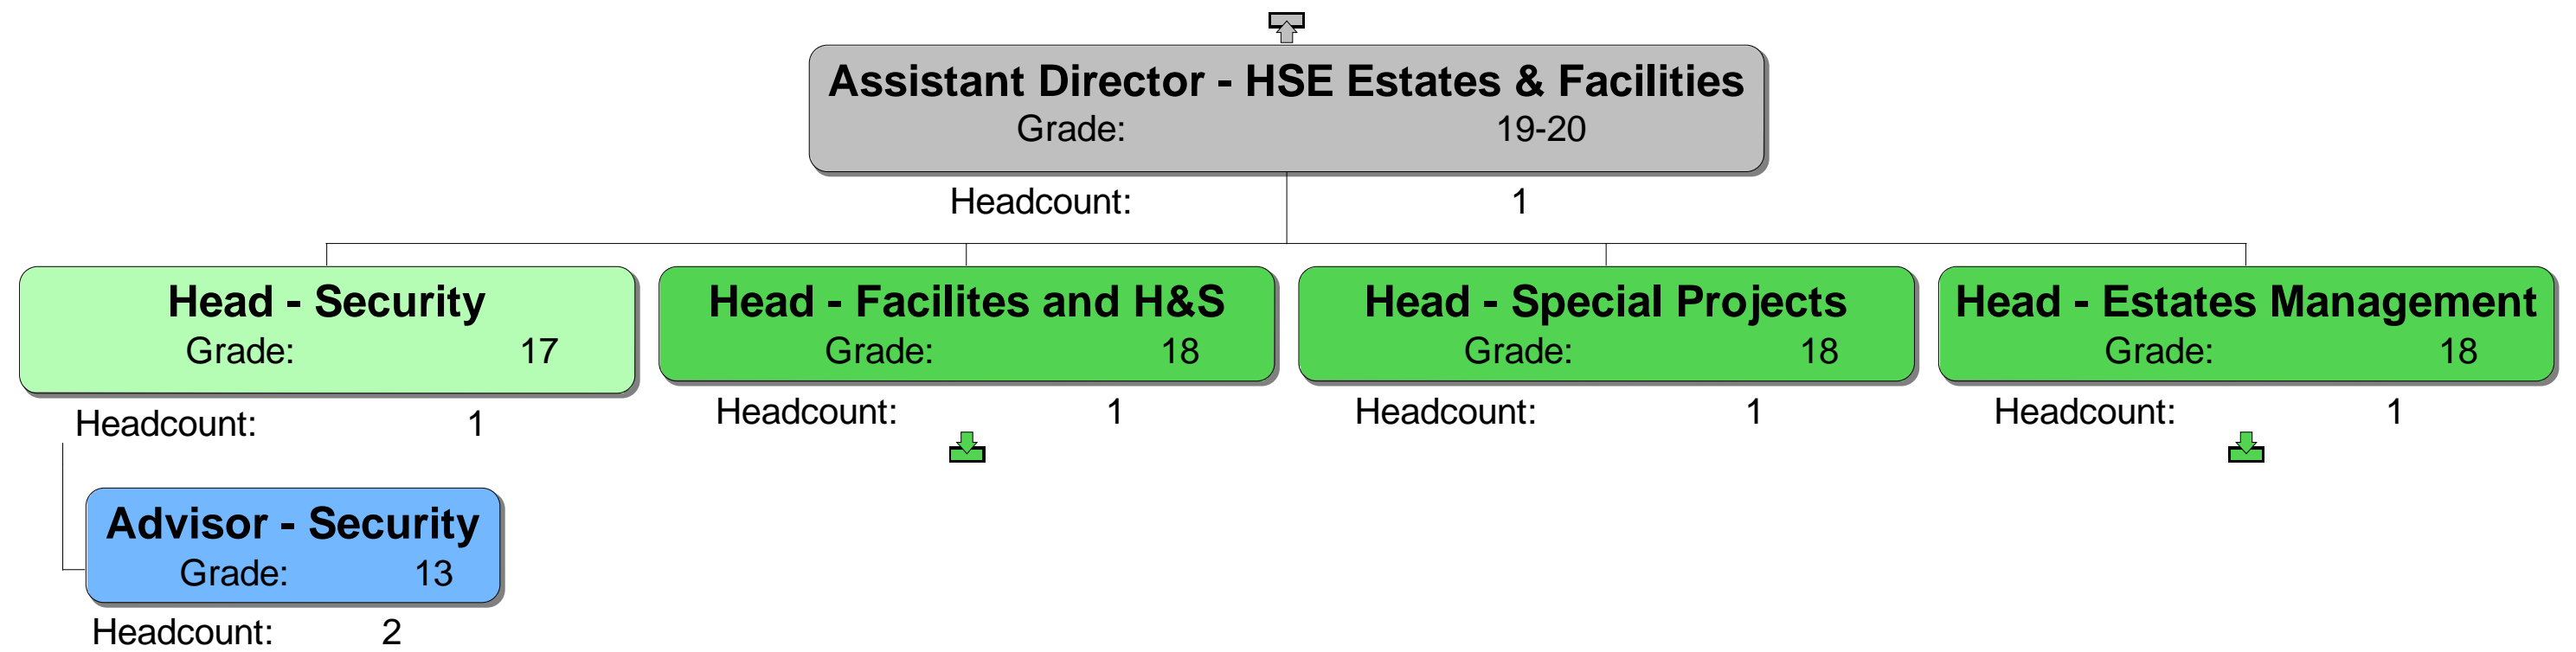 Assistant Director - HSE Estates & Facilities
Grade: 19-20
Headcount: 1
Head - Security
Grade: 17
Headcount: 1
Advisor - Security
Grade: 13
Headcount: 2
Head - Facilites and H&S
Grade: 18
Headcount: 1
Head - Special Projects
Grade: 18
Headcount: 1
Head - Estates Management
Grade: 18
Headcount: 1